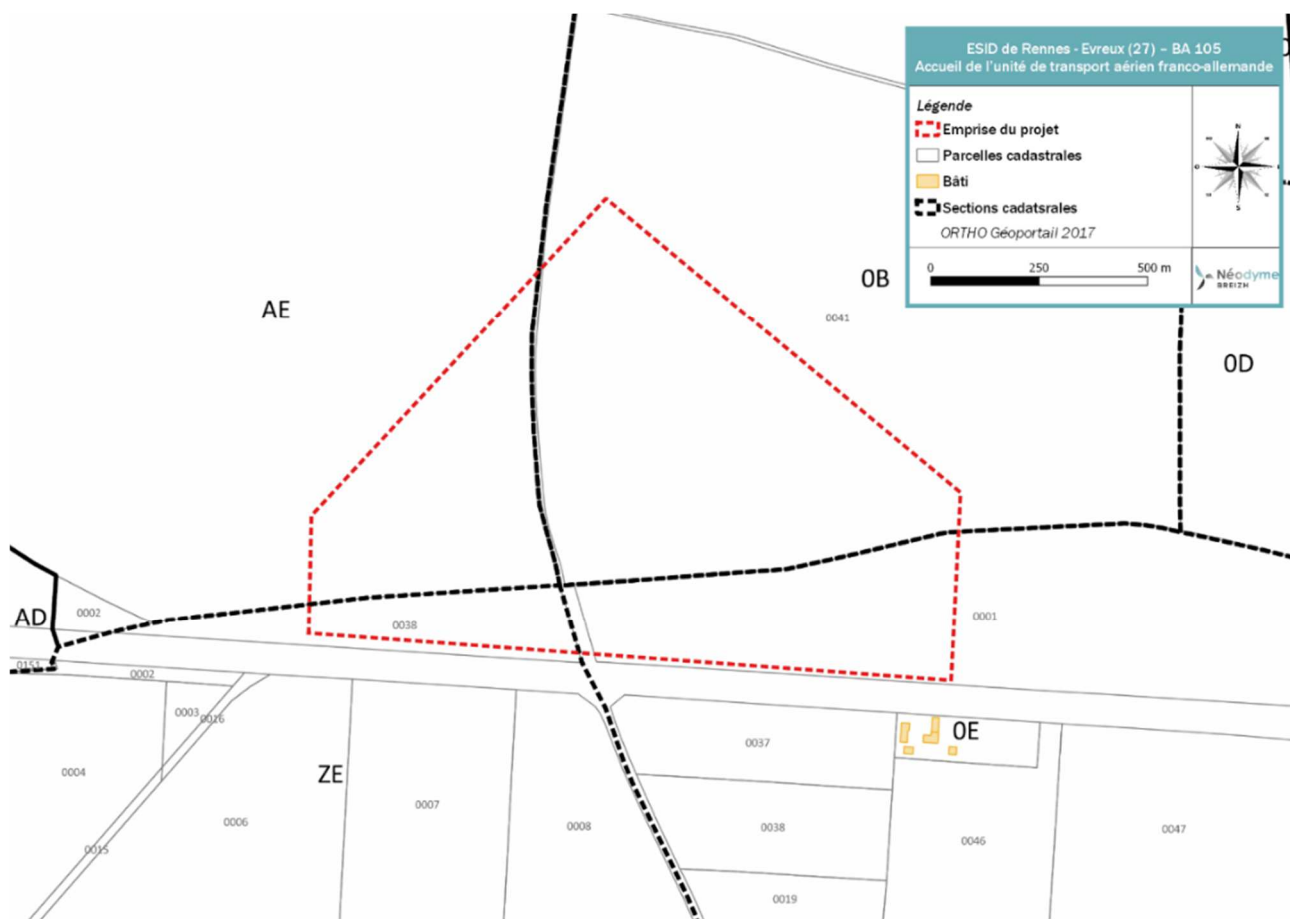 ESID de Rennes - Evreux (27) – BA 105
Accueil de l'unité de transport aérien franco-allemande
Légende
Emprise du projet
Parcelles cadastrales
Bâti
Sections cadatsrales
ORTHO Géoportail 2017
0 250 500 m
N
O
S
Néodyme
BREIZH
0B
AE
0041
0D
0002
AD
0038
0001
0151
0002
0003
0016
0037
0E
0004
ZE
0007
0006
0008
0038
0046
0047
0015
0019